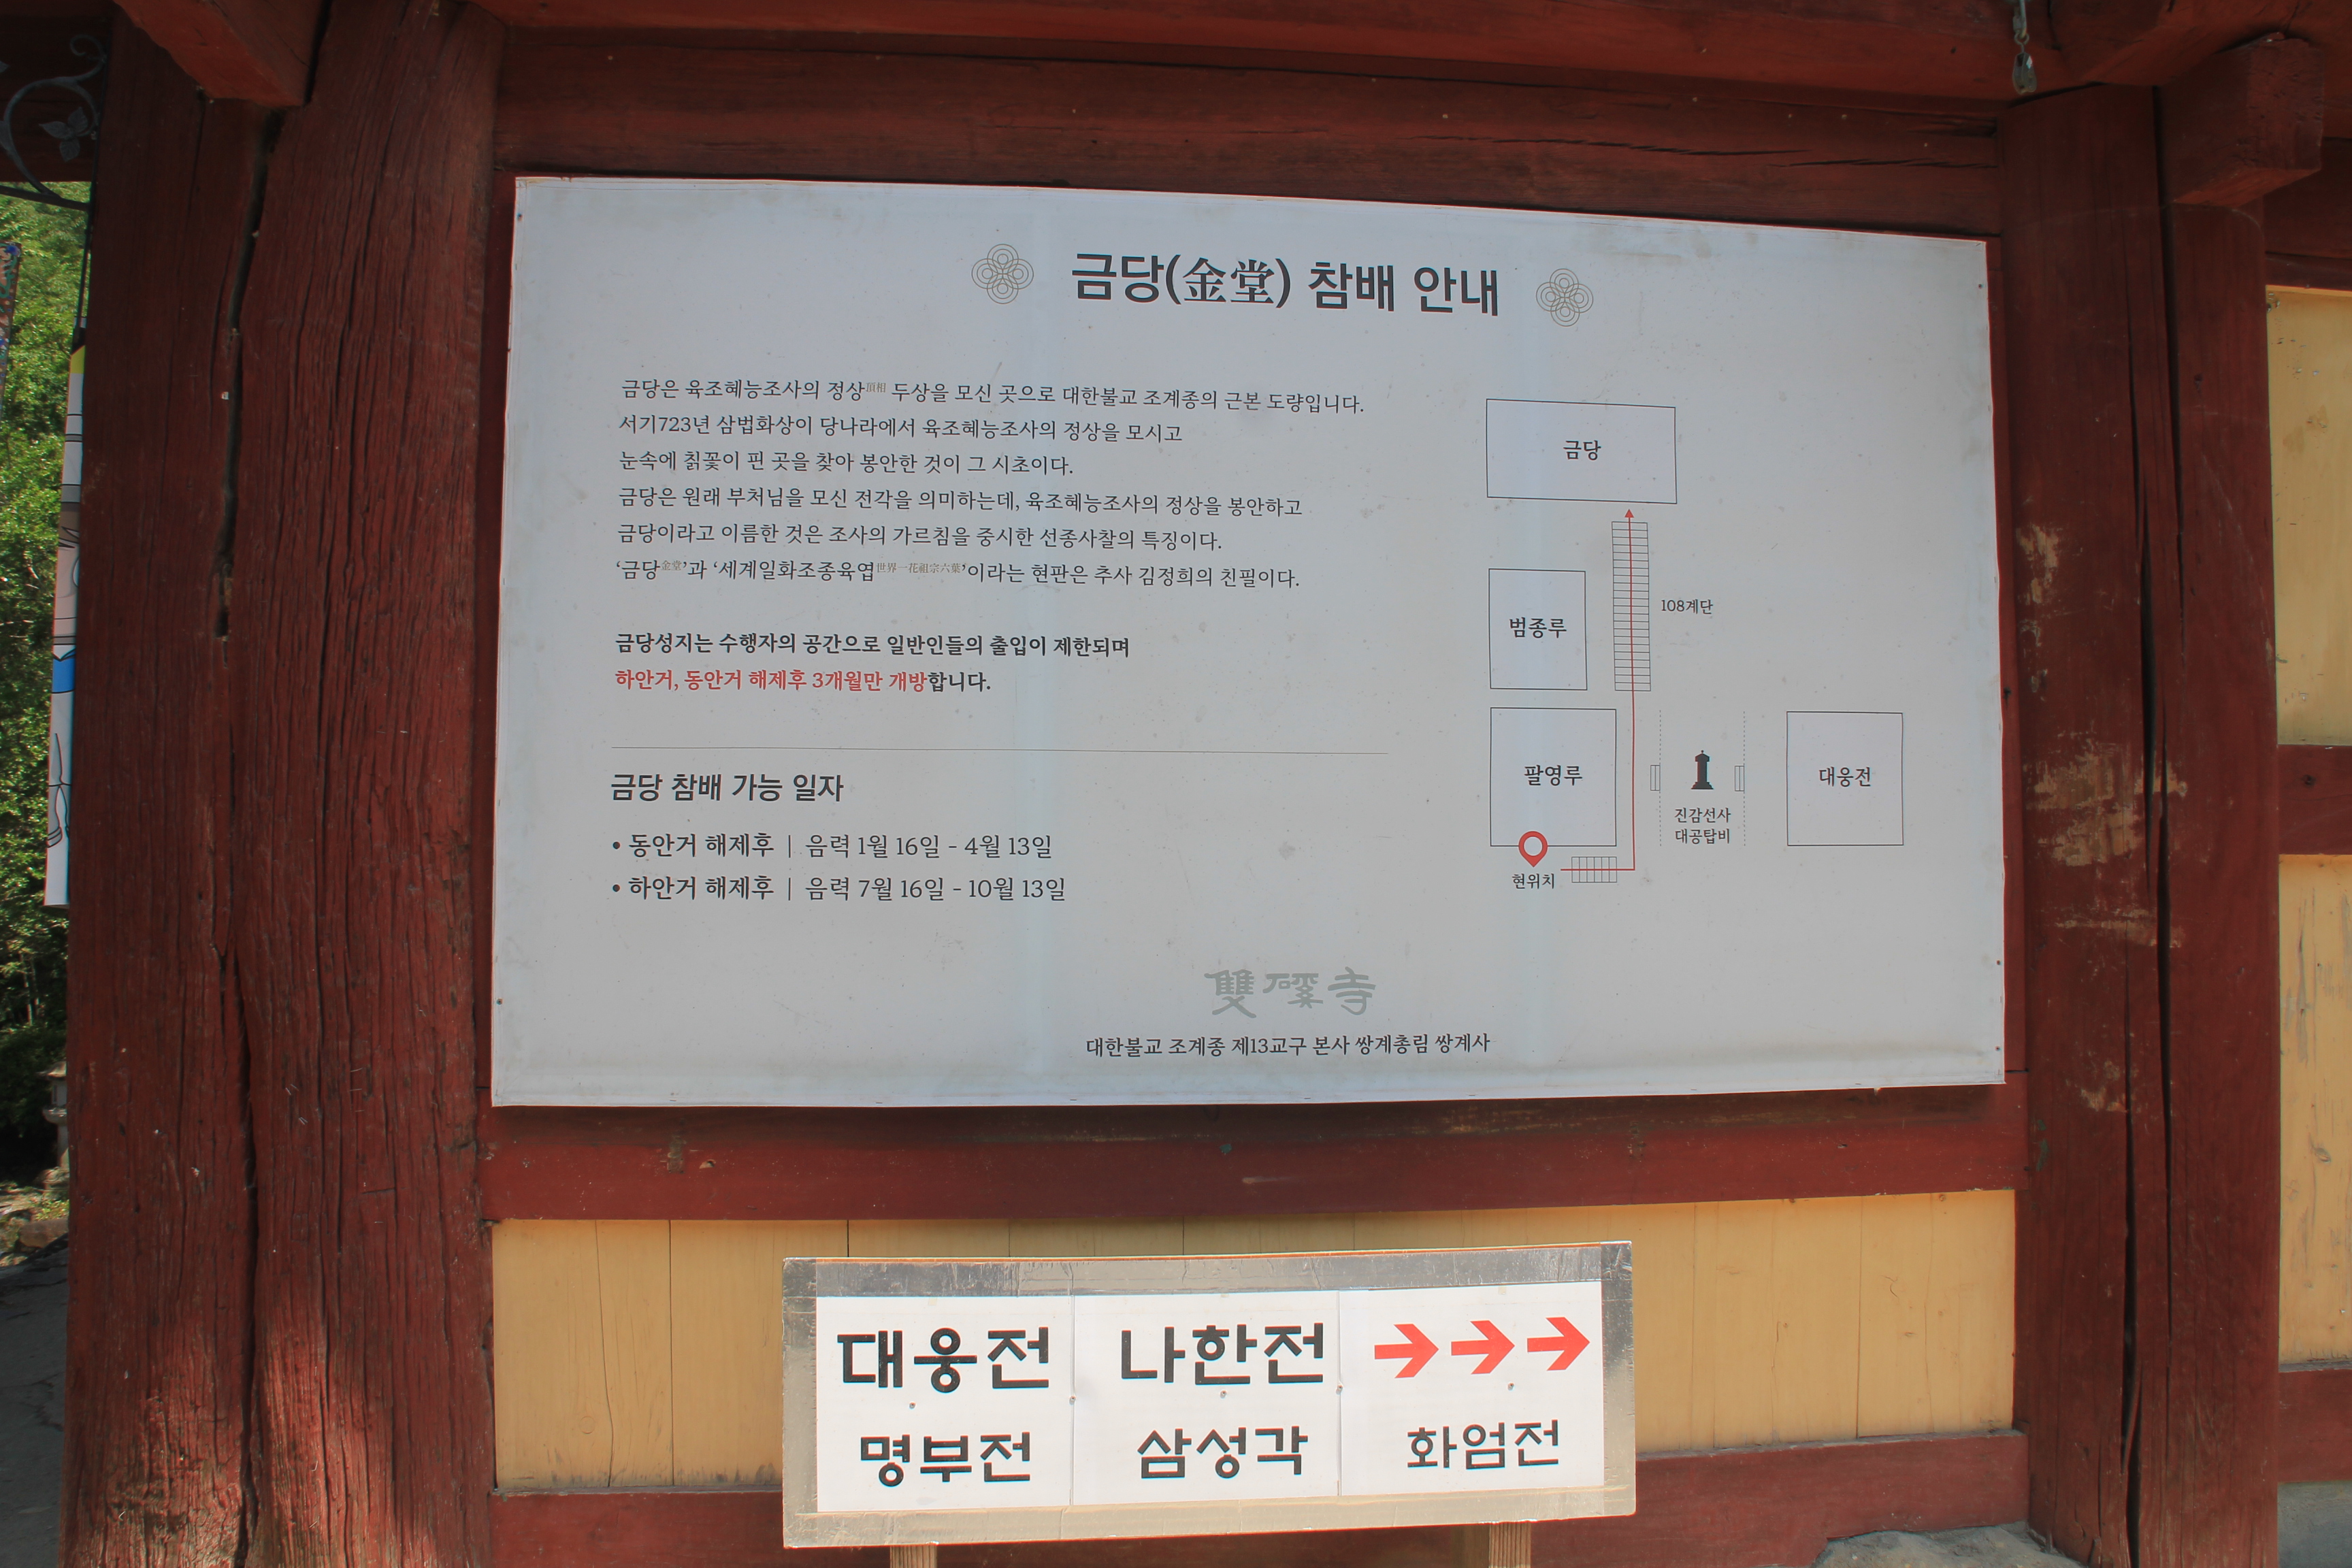 금당(金堂) 참배 안내
금당은 육조혜능조사의 정상頂相 두상을 모신 곳으로 대한불교 조계종의 근본 도량입니다.
서기723년 삼법화상이 당나라에서 육조혜능조사의 정상을 모시고
눈속에 칡꽃이 핀 곳을 찾아 봉안한 것이 그 시초이다.
금당은 원래 부처님을 모신 전각을 의미하는데, 육조혜능조사의 정상을 봉안하고
금당이라고 이름한 것은 조사의 가르침을 중시한 선종사찰의 특징이다.
‘금당金堂’과 ‘세계일화조종육엽世界一花祖宗六葉’이라는 현판은 추사 김정희의 친필이다.
금당성지는 수행자의 공간으로 일반인들의 출입이 제한되며
하안거, 동안거 해제후 3개월만 개방합니다.
금당 참배 가능 일자
• 동안거 해제후 | 음력 1월 16일 - 4월 13일
• 하안거 해제후 | 음력 7월 16일 - 10월 13일
금당
108계단
범종루
팔영루
진감선사
대공탑비
대웅전
현위치
雙磎寺
대한불교 조계종 제13교구 본사 쌍계총림 쌍계사
대웅전 나한전 →→→
명부전 삼성각 화엄전